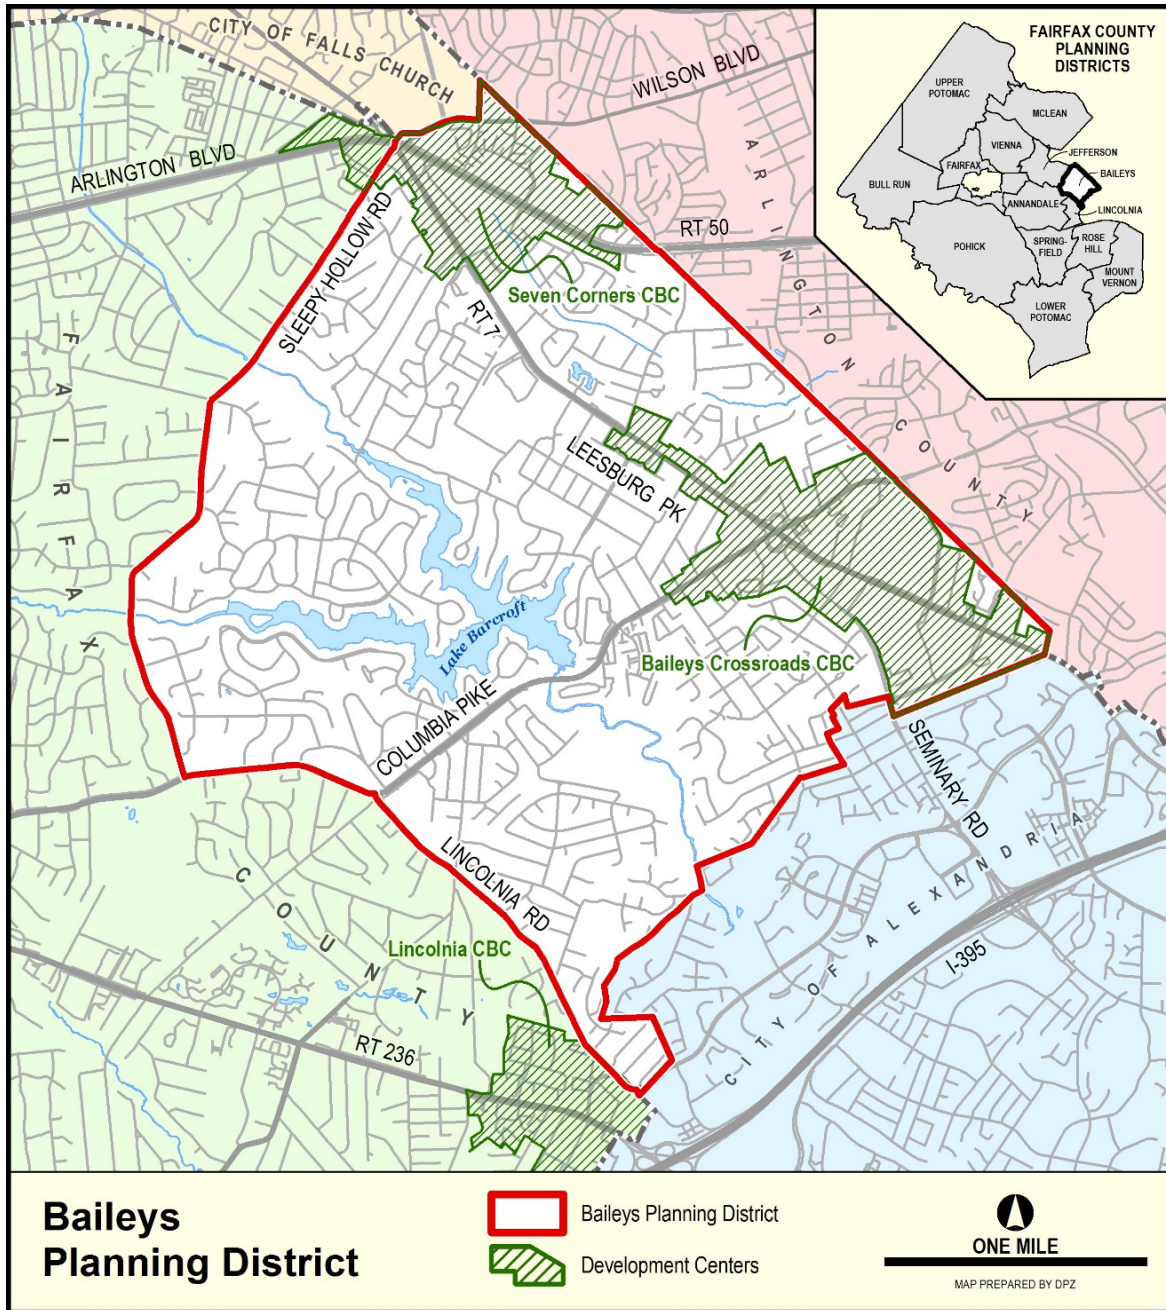 CITY OF FALLS CHURCH
WILSON BLVD
ARLINGTON BLVD
ARLINGTON COUNTY
SLEEPY HOLLOW RD
RT 50
Seven Corners CBC
RT 7
FAIRFAX COUNTY
LEESBURG PK
Lake Barcroft
Baileys Crossroads CBC
COLUMBIA PIKE
SEMINARY RD
LINCOLNIA RD
CITY OF ALEXANDRIA
Lincolnia CBC
I-395
RT 236
FAIRFAX COUNTY
PLANNING
DISTRICTS
UPPER
POTOMAC
MCLEAN
VIENNA
JEFFERSON
FAIRFAX
BAILEYS
BULL RUN
ANNANDALE
LINCOLNIA
POHICK
SPRING-
FIELD
ROSE
HILL
MOUNT
VERNON
LOWER
POTOMAC
Baileys
Planning District
Baileys Planning District
Development Centers
ONE MILE
MAP PREPARED BY DPZ